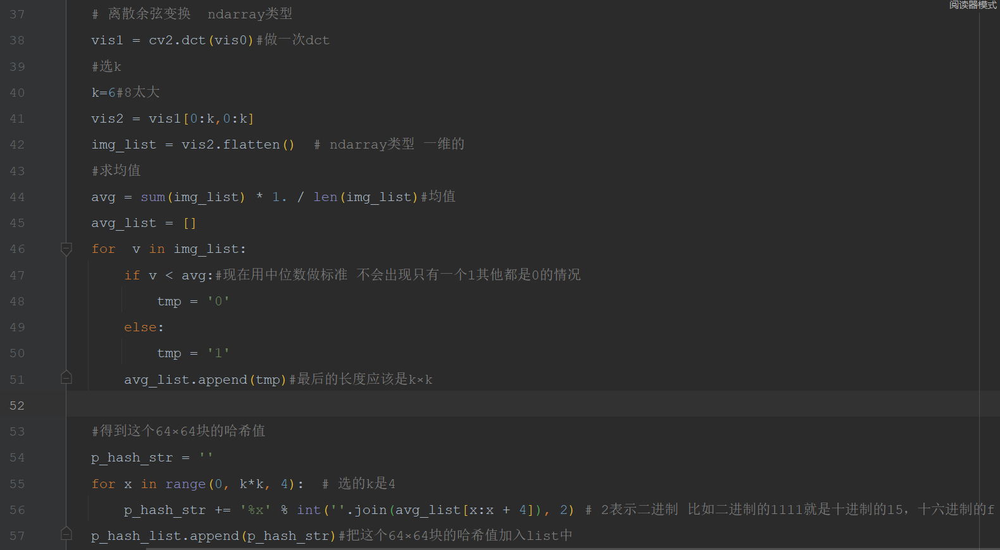 阅读器模式
37 # 离散余弦变换  ndarray类型
38 vis1 = cv2.dct(vis0)#做一次dct
39 #选k
40 k=6#8太大
41 vis2 = vis1[0:k,0:k]
42 img_list = vis2.flatten()  # ndarray类型 一维的
43 #求均值
44 avg = sum(img_list) * 1. / len(img_list)#均值
45 avg_list = []
46 for  v in img_list:
47     if v < avg:#现在用中位数做标准 不会出现只有一个1其他都是0的情况
48         tmp = '0'
49     else:
50         tmp = '1'
51     avg_list.append(tmp)#最后的长度应该是k×k
52
53 #得到这个64×64块的哈希值
54 p_hash_str = ''
55 for x in range(0, k*k, 4):  # 选的k是4
56     p_hash_str += '%x' % int(''.join(avg_list[x:x + 4]), 2) # 2表示二进制 比如二进制的1111就是十进制的15，十六进制的f
57 p_hash_list.append(p_hash_str)#把这个64×64块的哈希值加入list中